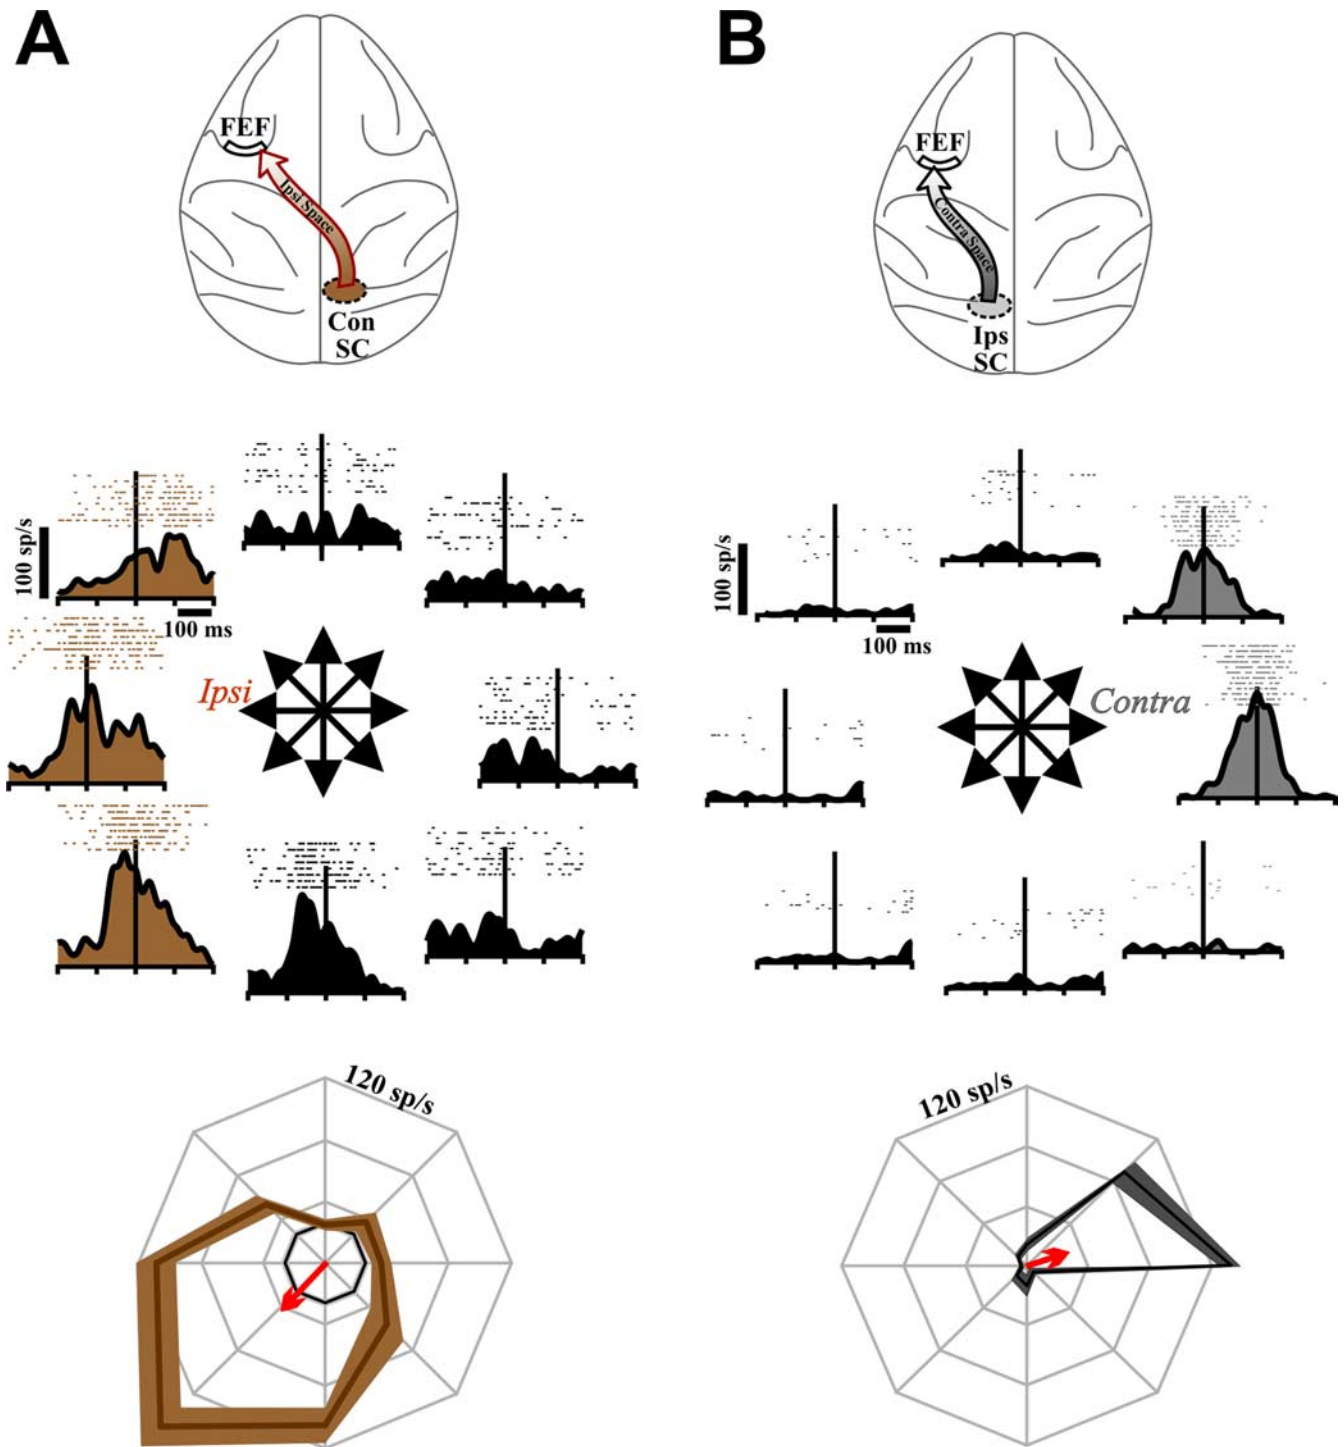 A
B
FEF
Ipsi Space
Con
SC
FEF
Contra Space
Ips
SC
100 sp/s
100 ms
Ipsi
100 sp/s
100 ms
Contra
120 sp/s
120 sp/s